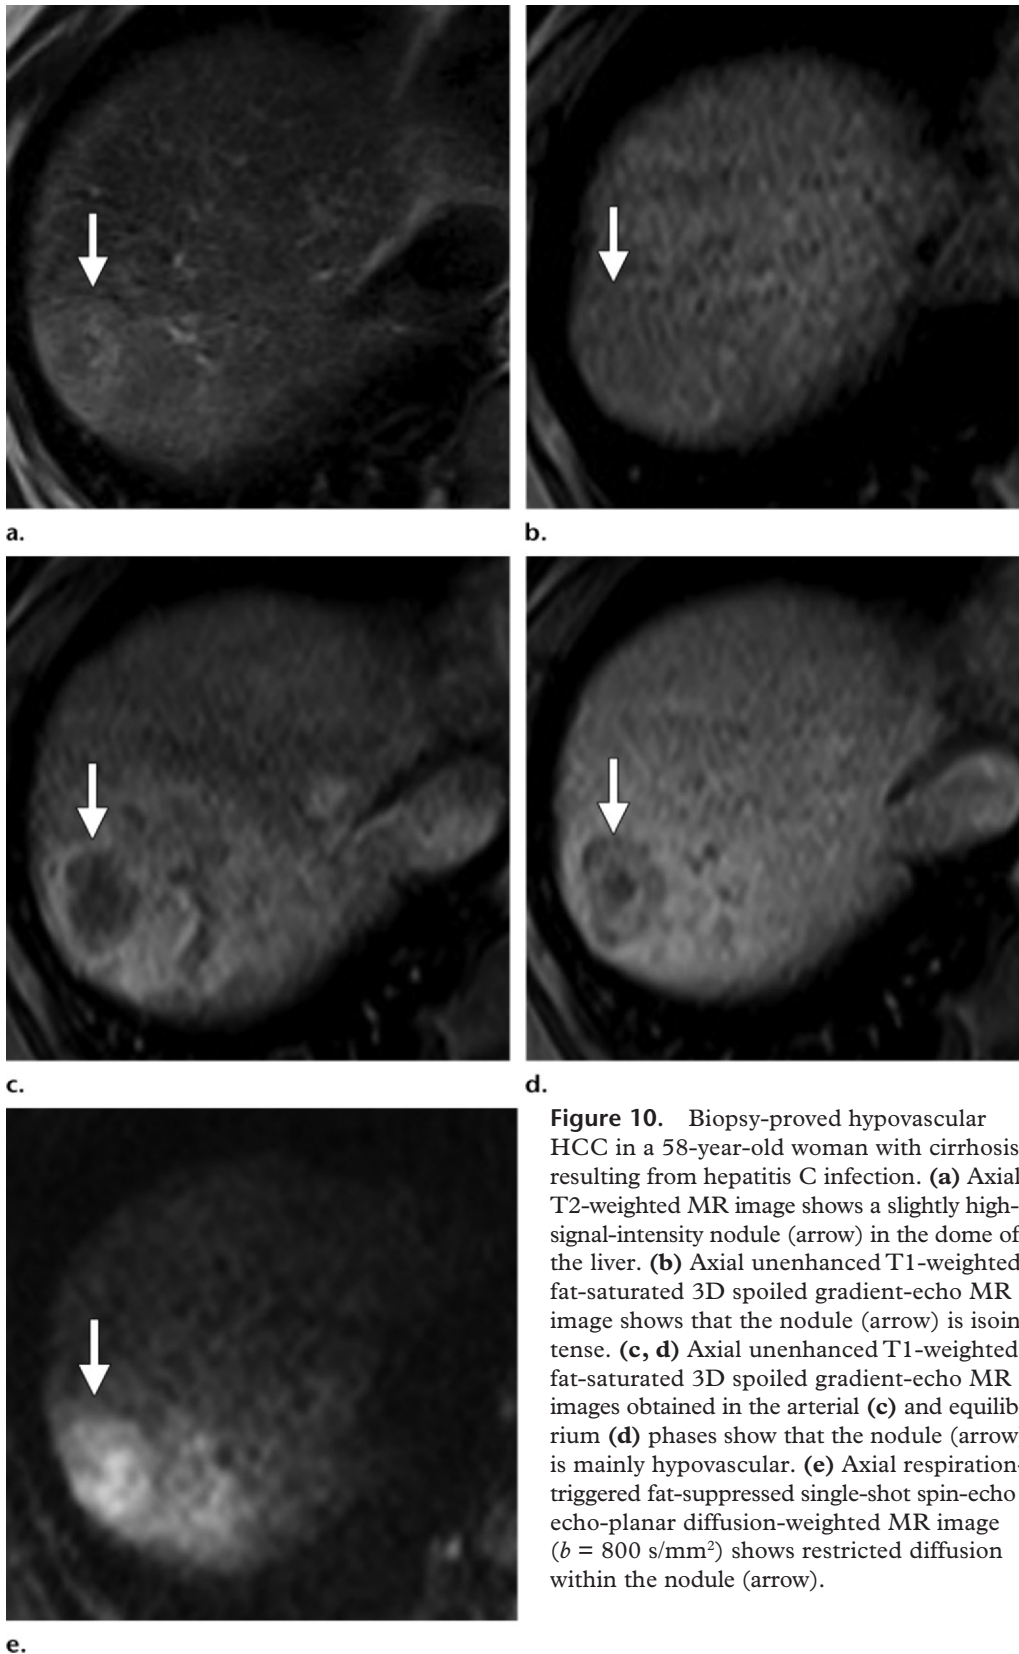 a.
b.
c.
d.
Figure 10. Biopsy-proved hypovascular
HCC in a 58-year-old woman with cirrhosis
resulting from hepatitis C infection. (a) Axial
T2-weighted MR image shows a slightly high-
signal-intensity nodule (arrow) in the dome of
the liver. (b) Axial unenhanced T1-weighted
fat-saturated 3D spoiled gradient-echo MR
image shows that the nodule (arrow) is isoin
tense. (c, d) Axial unenhanced T1-weighted
fat-saturated 3D spoiled gradient-echo MR
images obtained in the arterial (c) and equilib
rium (d) phases show that the nodule (arrow)
is mainly hypovascular. (e) Axial respiration-
triggered fat-suppressed single-shot spin-echo
echo-planar diffusion-weighted MR image
(b = 800 s/mm²) shows restricted diffusion
within the nodule (arrow).
e.